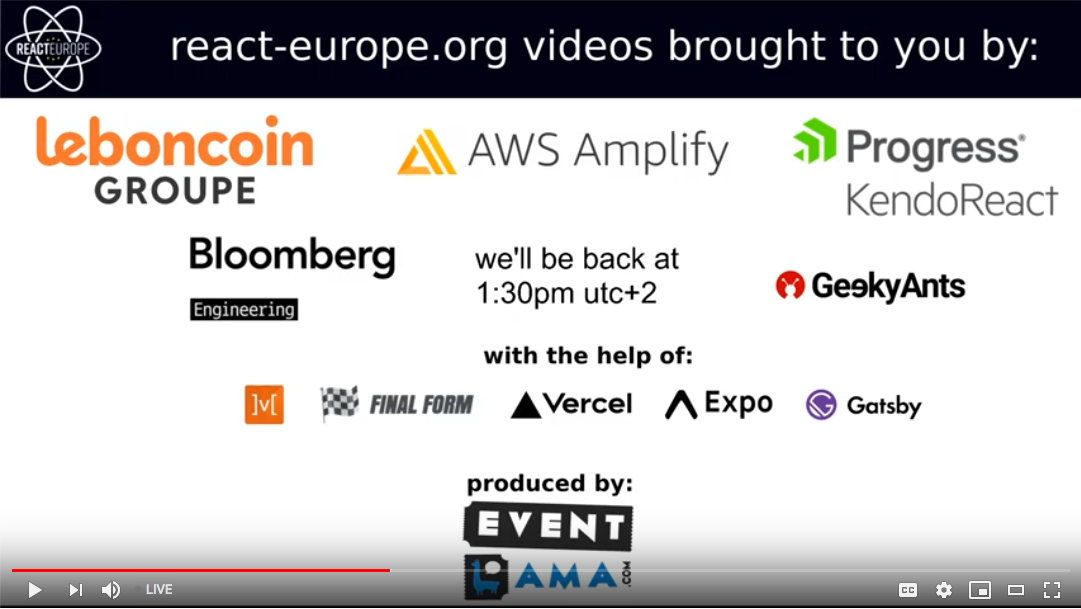 REACTEUROPE
react-europe.org videos brought to you by:
leboncoin
GROUPE
AWS Amplify
Progress®
KendoReact
Bloomberg
Engineering
we'll be back at
1:30pm utc+2
GeekyAnts
with the help of:
]v[
FINAL FORM
Vercel
Expo
Gatsby
produced by:
EVENT
LAMA.COM
LIVE
CC